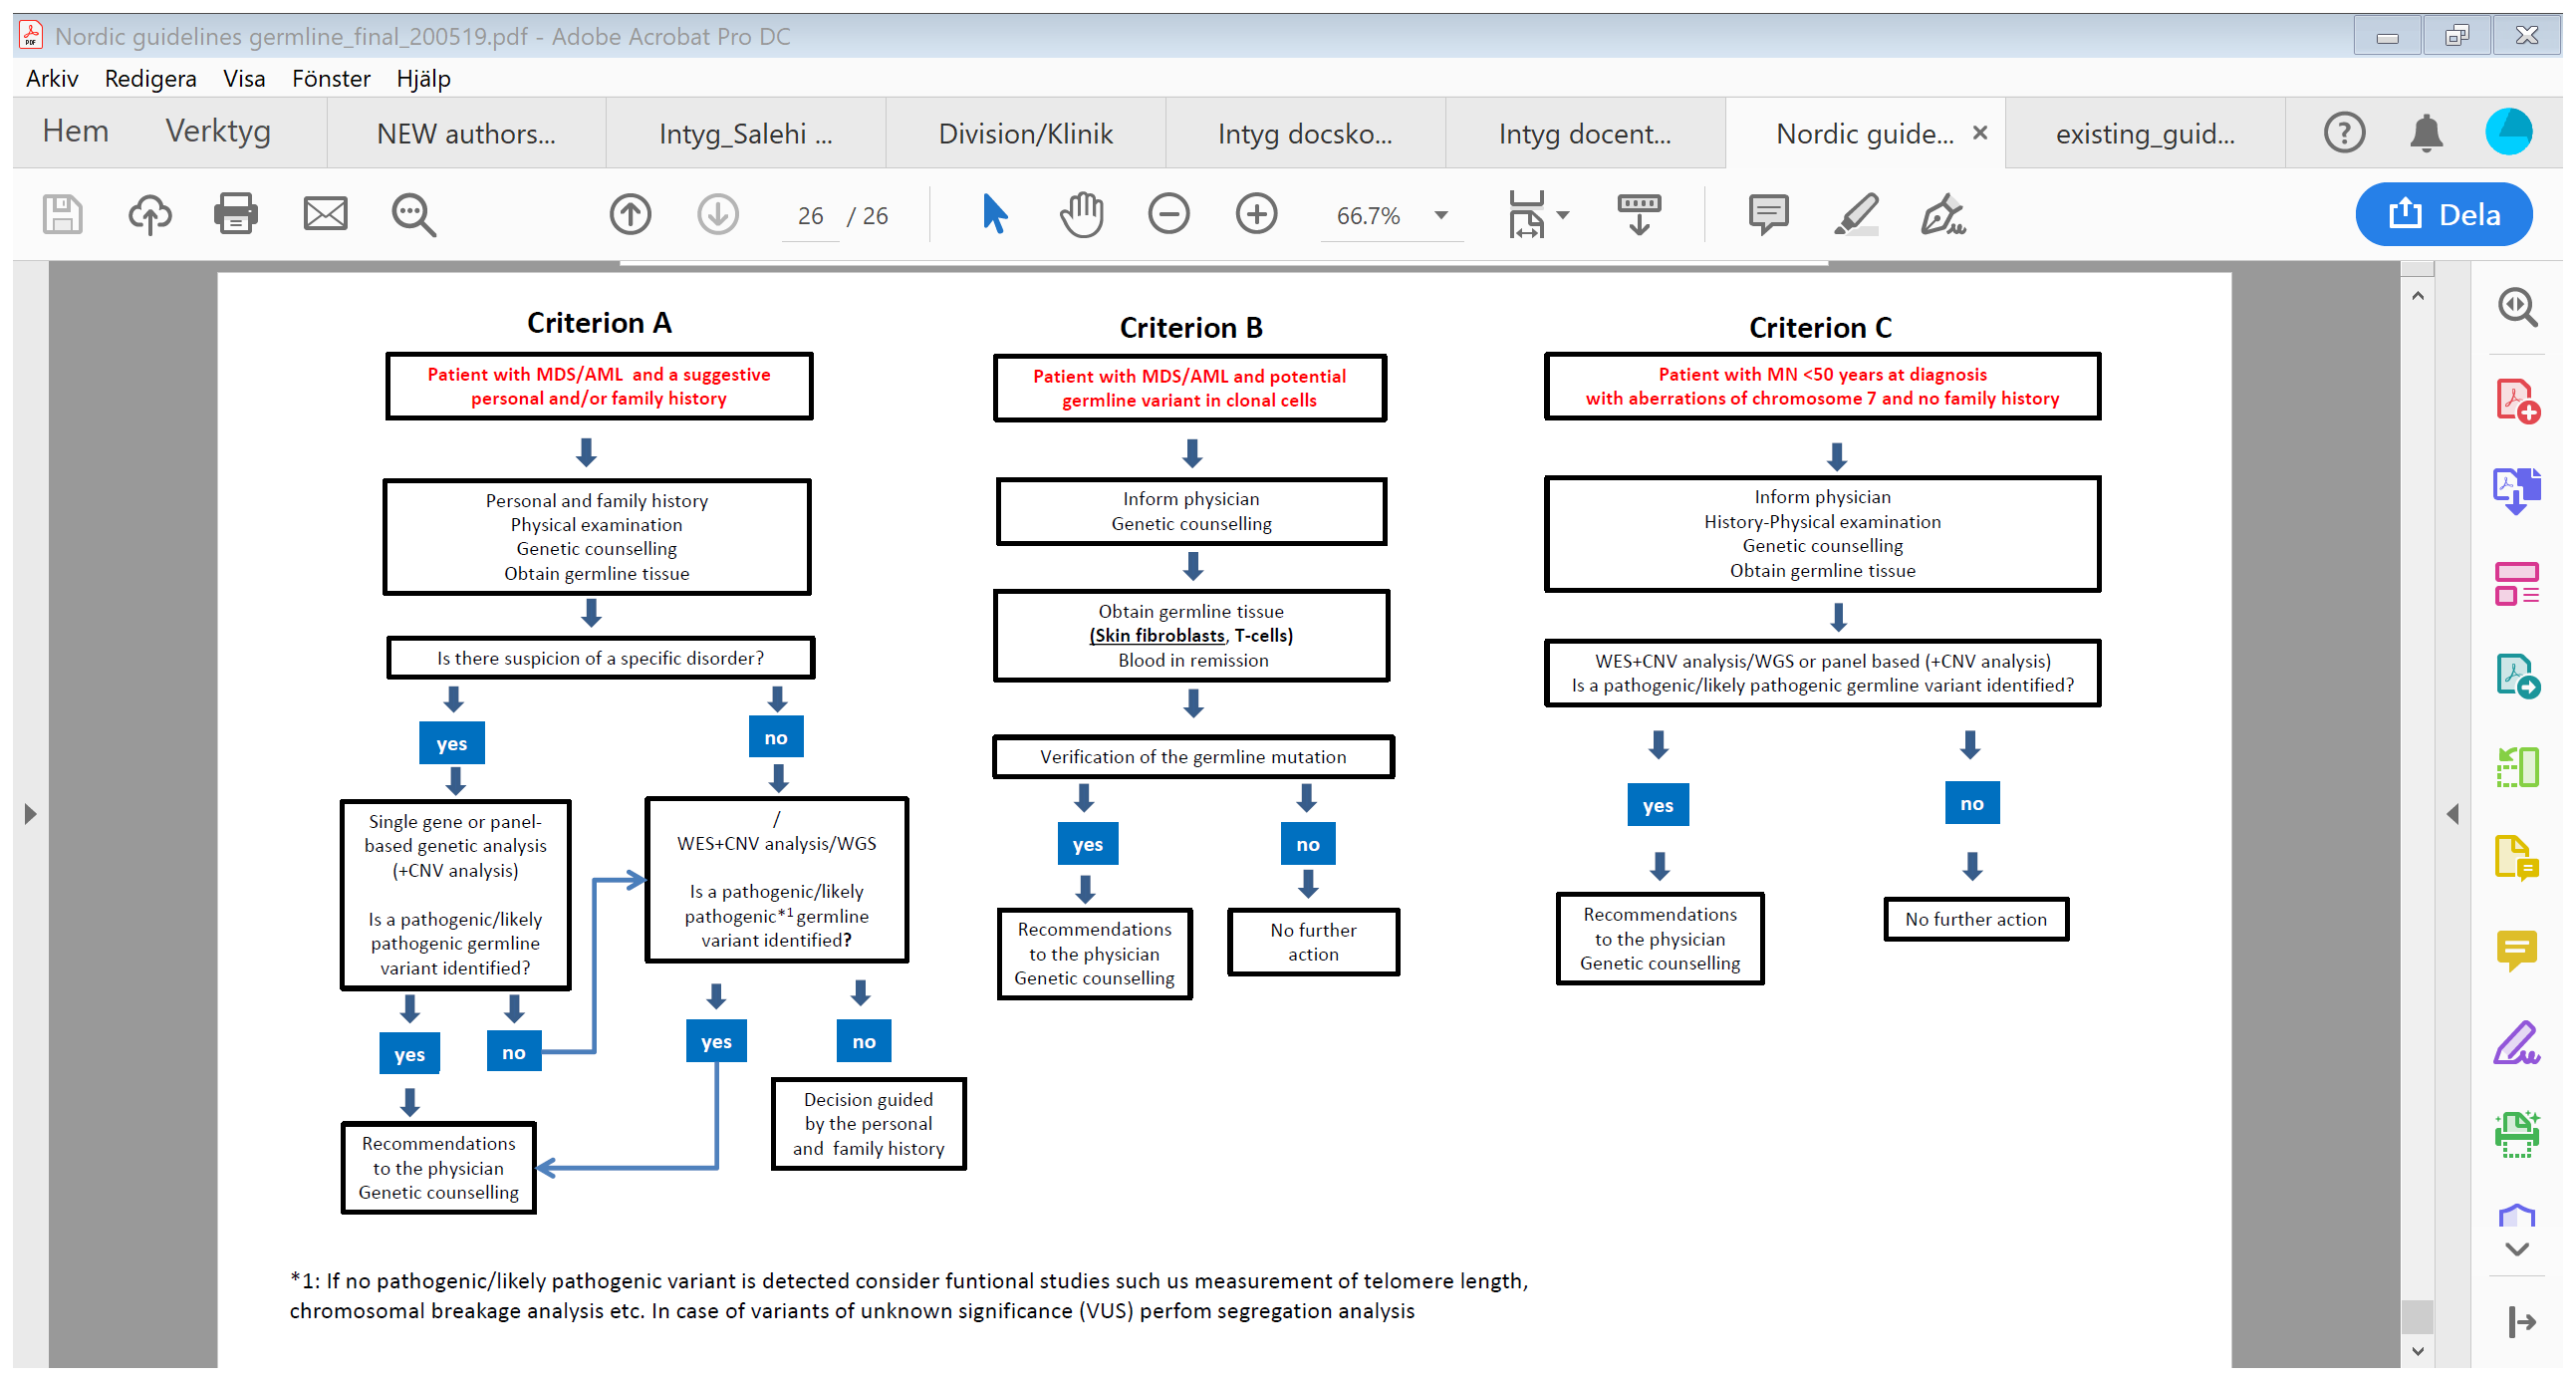 Nordic guidelines germline_final_200519.pdf - Adobe Acrobat Pro DC
Arkiv Redigera Visa Fönster Hjälp
Hem Verktyg NEW authors... Intyg_Salehi ... Division/Klinik Intyg docsko... Intyg docent... Nordic guide... existing_guid...
26 / 26 66.7% Dela
Criterion A
Patient with MDS/AML and a suggestive
personal and/or family history
Personal and family history
Physical examination
Genetic counselling
Obtain germline tissue
Is there suspicion of a specific disorder?
yes
no
Single gene or panel-
based genetic analysis
(+CNV analysis)
Is a pathogenic/likely
pathogenic germline
variant identified?
/
WES+CNV analysis/WGS
Is a pathogenic/likely
pathogenic*1 germline
variant identified?
yes
no
yes
no
Recommendations
to the physician
Genetic counselling
Decision guided
by the personal
and family history
Criterion B
Patient with MDS/AML and potential
germline variant in clonal cells
Inform physician
Genetic counselling
Obtain germline tissue
(Skin fibroblasts, T-cells)
Blood in remission
Verification of the germline mutation
yes
no
Recommendations
to the physician
Genetic counselling
No further
action
Criterion C
Patient with MN <50 years at diagnosis
with aberrations of chromosome 7 and no family history
Inform physician
History-Physical examination
Genetic counselling
Obtain germline tissue
WES+CNV analysis/WGS or panel based (+CNV analysis)
Is a pathogenic/likely pathogenic germline variant identified?
yes
no
Recommendations
to the physician
Genetic counselling
No further action
*1: If no pathogenic/likely pathogenic variant is detected consider funtional studies such us measurement of telomere length,
chromosomal breakage analysis etc. In case of variants of unknown significance (VUS) perfom segregation analysis